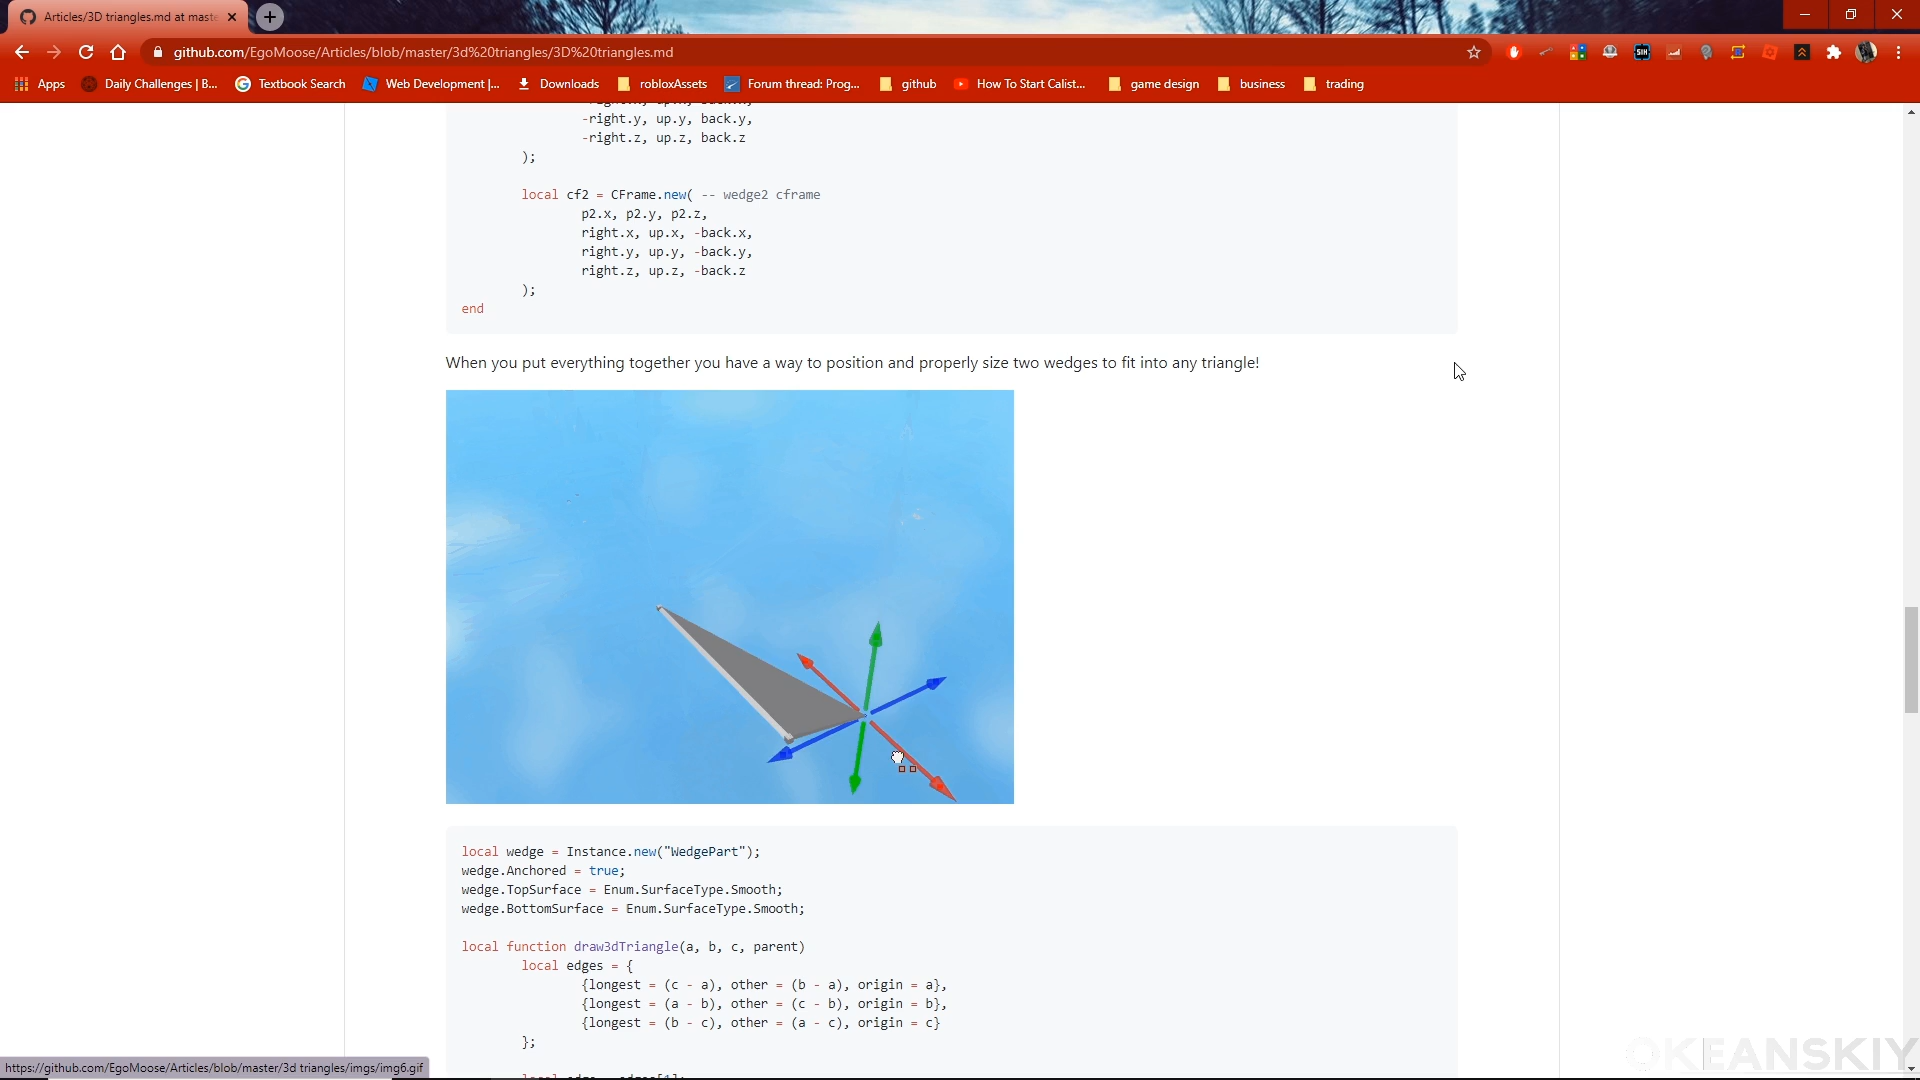 Articles/3D triangles.md at maste
github.com/EgoMoose/Articles/blob/master/3d%20triangles/3D%20triangles.md
Apps
Daily Challenges | B...
Textbook Search
Web Development |...
Downloads
robloxAssets
Forum thread: Prog...
github
How To Start Calist...
game design
business
trading
-right.y, up.y, back.y,
-right.z, up.z, back.z
);
local cf2 = CFrame.new( -- wedge2 cframe
p2.x, p2.y, p2.z,
right.x, up.x, -back.x,
right.y, up.y, -back.y,
right.z, up.z, -back.z
);
end
When you put everything together you have a way to position and properly size two wedges to fit into any triangle!
local wedge = Instance.new("WedgePart");
wedge.Anchored = true;
wedge.TopSurface = Enum.SurfaceType.Smooth;
wedge.BottomSurface = Enum.SurfaceType.Smooth;
local function draw3dTriangle(a, b, c, parent)
local edges = {
{longest = (c - a), other = (b - a), origin = a},
{longest = (a - b), other = (c - b), origin = b},
{longest = (b - c), other = (a - c), origin = c}
};
https://github.com/EgoMoose/Articles/blob/master/3d triangles/imgs/img6.gif
OKEANSKIY